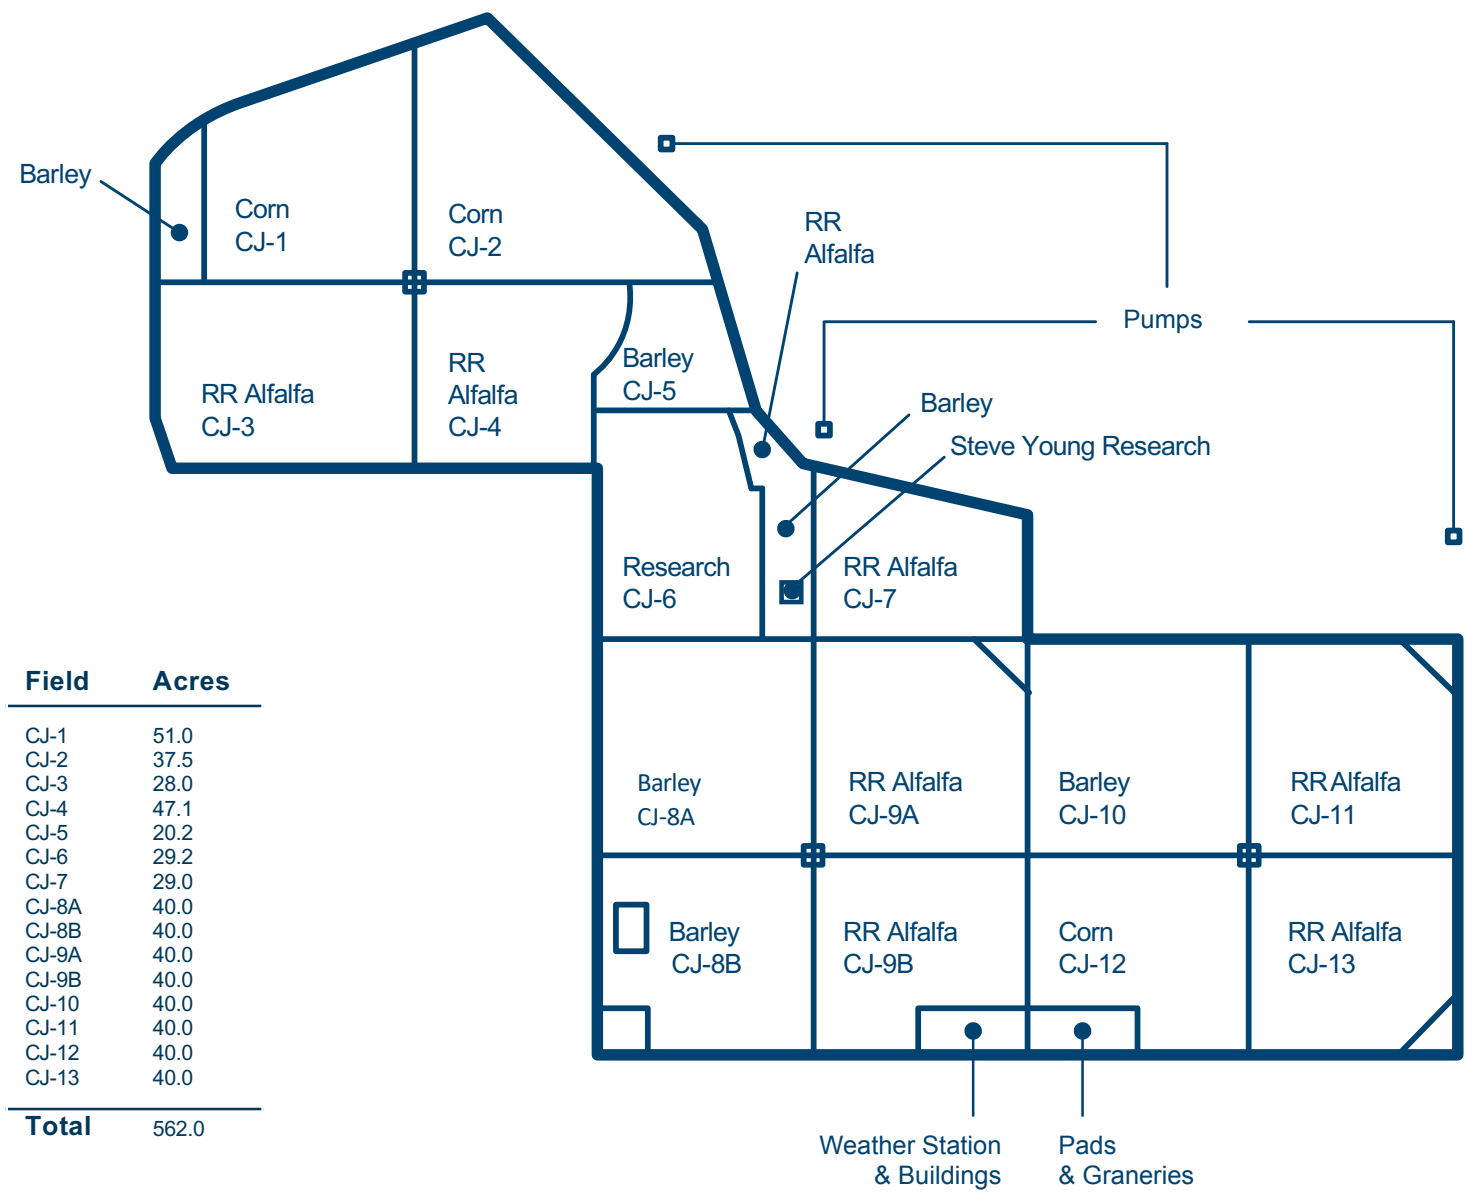 Barley
Corn
CJ-1
Corn
CJ-2
RR
Alfalfa
Pumps
RR Alfalfa
CJ-3
RR
Alfalfa
CJ-4
Barley
CJ-5
Barley
Steve Young Research
Research
CJ-6
RR Alfalfa
CJ-7
Barley
CJ-8A
RR Alfalfa
CJ-9A
Barley
CJ-10
RR Alfalfa
CJ-11
Barley
CJ-8B
RR Alfalfa
CJ-9B
Corn
CJ-12
RR Alfalfa
CJ-13
Weather Station
& Buildings
Pads
& Graneries
Field Acres
CJ-1 51.0
CJ-2 37.5
CJ-3 28.0
CJ-4 47.1
CJ-5 20.2
CJ-6 29.2
CJ-7 29.0
CJ-8A 40.0
CJ-8B 40.0
CJ-9A 40.0
CJ-9B 40.0
CJ-10 40.0
CJ-11 40.0
CJ-12 40.0
CJ-13 40.0
Total 562.0